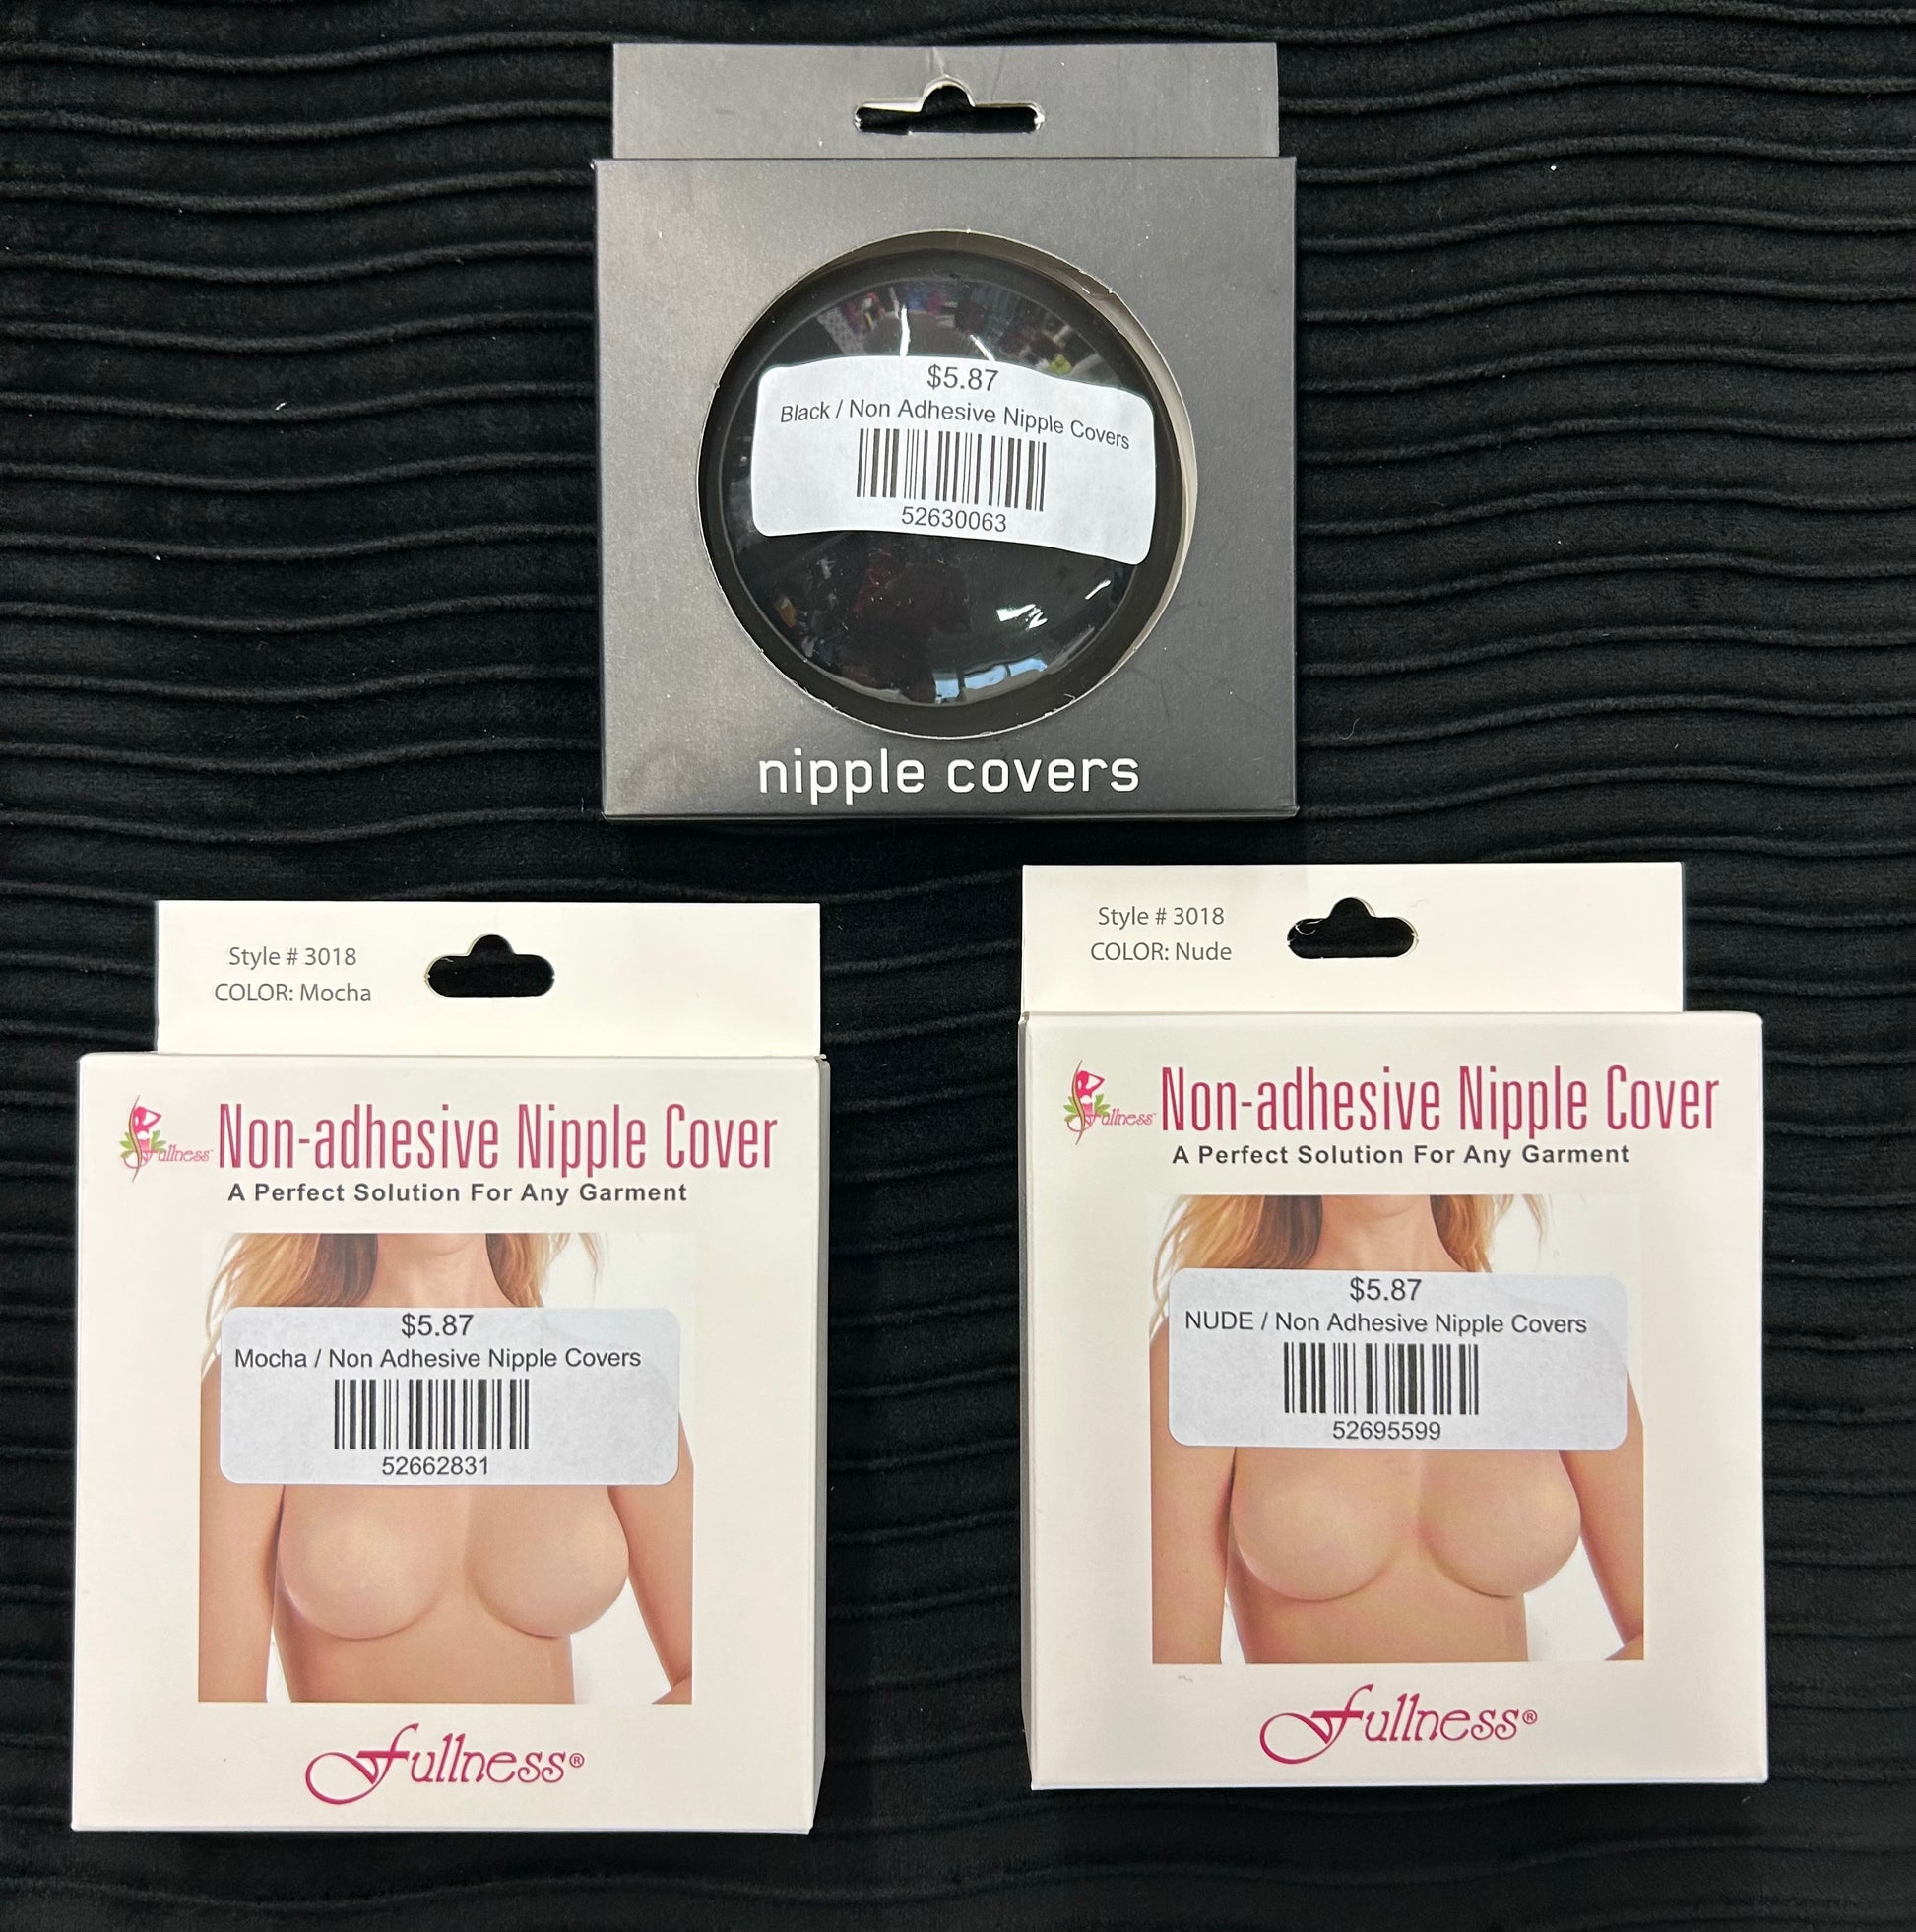 $5.87
Black / Non Adhesive Nipple Covers
52630063
nipple covers
Style # 3018
COLOR: Mocha
fullness™
Non-adhesive Nipple Cover
A Perfect Solution For Any Garment
$5.87
Mocha / Non Adhesive Nipple Covers
52662831
fullness®
Style # 3018
COLOR: Nude
fullness™
Non-adhesive Nipple Cover
A Perfect Solution For Any Garment
$5.87
NUDE / Non Adhesive Nipple Covers
52695599
fullness®